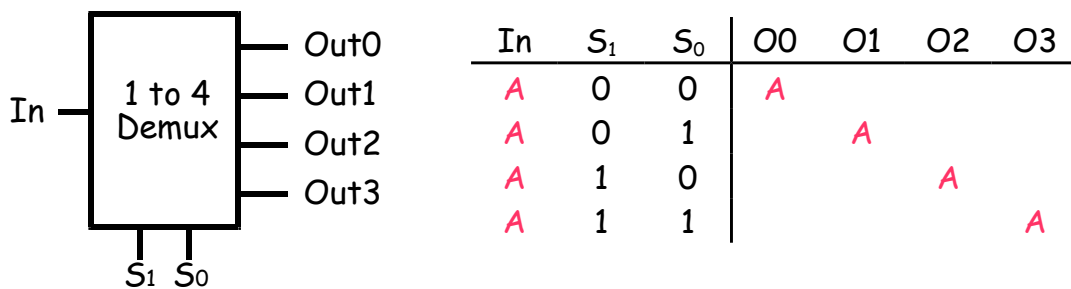 In
1 to 4
Demux
Out0
Out1
Out2
Out3
S₁ S₀
In S₁ S₀ O0 O1 O2 O3
A 0 0 A
A 0 1 A
A 1 0 A
A 1 1 A